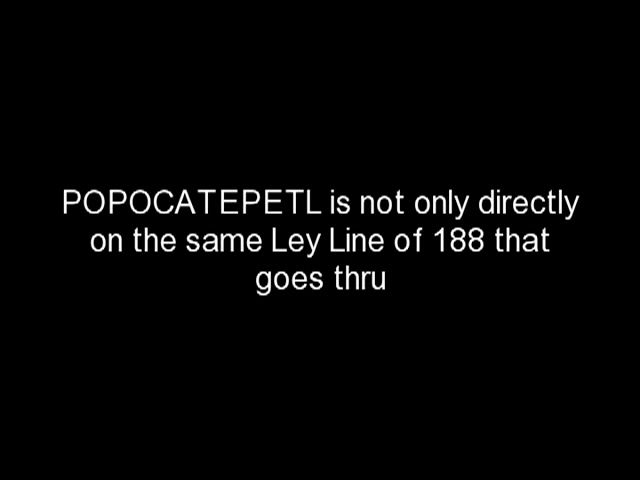 POPOCATEPETL is not only directly
on the same Ley Line of 188 that
goes thru